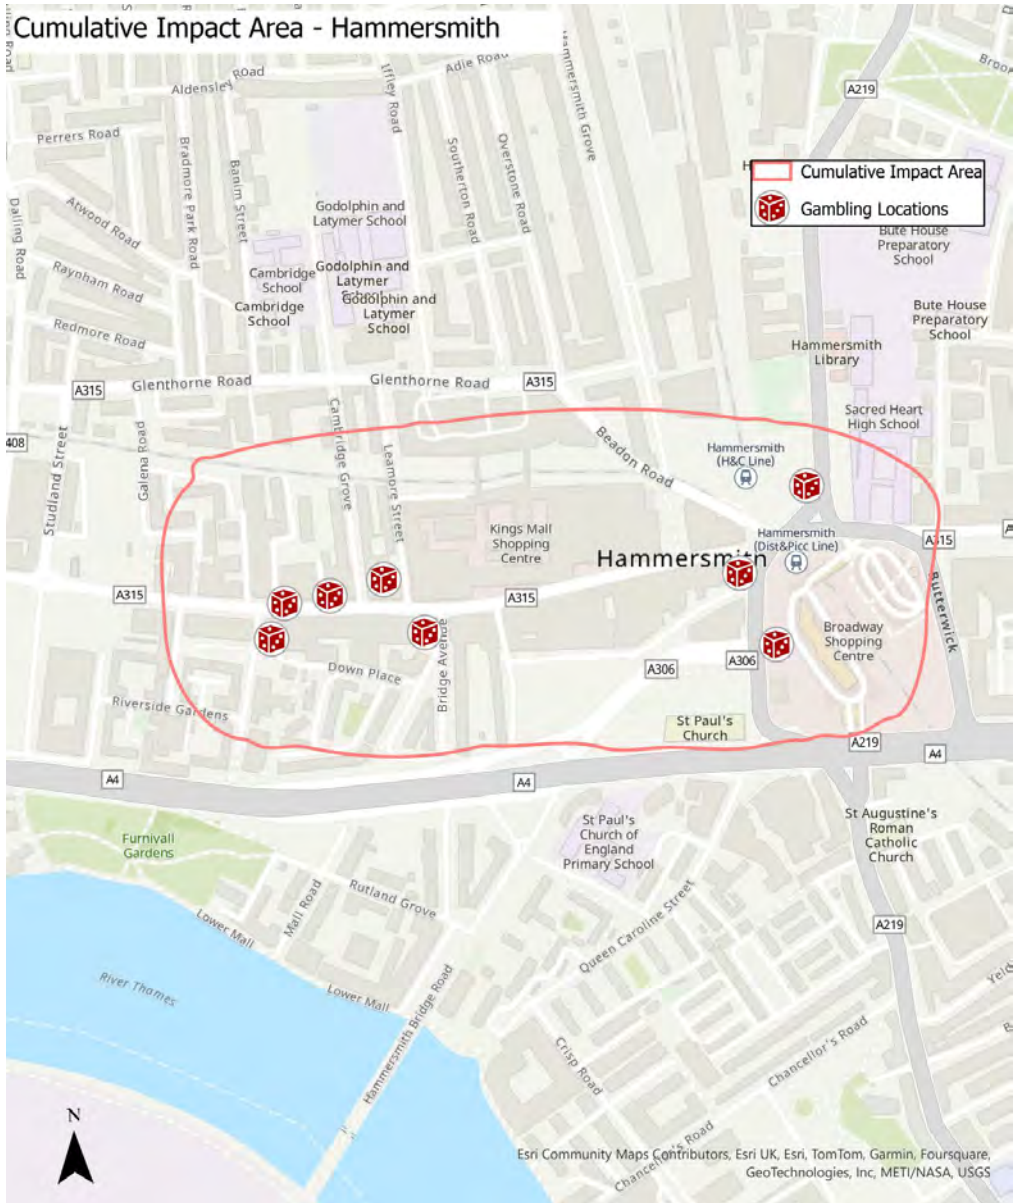 Cumulative Impact Area - Hammersmith
Road
Adie Road
Aldensley
Iffley Road
Hammersmith Grove
A219
Perrers Road
Bradmore Park Road
Banim Street
Southerton Road
Overstone Road
Cumulative Impact Area
Gambling Locations
Dalling Road
Atwood Road
Godolphin and
Latymer School
Bute House
Preparatory
School
Raynham Road
Cambridge
School
Godolphin and
Latymer
School
Cambridge
School
Godolphin and
Latymer
School
Bute House
Preparatory
School
Redmore Road
Hammersmith
Library
A315
Glenthorne Road
Glenthorne Road
A315
Sacred Heart
High School
408
Studland Street
Galena Road
Cambridge Grove
Leamore Street
Beadon Road
Hammersmith
(H&C Line)
Kings Mall
Shopping
Centre
Hammersmith
Hammersmith
(Dist&Picc Line)
A315
A315
A315
Butterwick
Broadway
Shopping
Centre
Bridge Avenue
Down Place
A306
A306
Riverside Gardens
St Paul's
Church
A219
A4
A4
A4
Furnivall
Gardens
St Paul's
Church of
England
Primary School
St Augustine's
Roman
Catholic
Church
Mall Road
Rutland Grove
Lower Mall
Queen Caroline Street
A219
River Thames
Lower Mall
Hammersmith Bridge Road
Crisp Road
Chancellor's Road
Chancellor's Road
N
Esri Community Maps Contributors, Esri UK, Esri, TomTom, Garmin, Foursquare,
GeoTechnologies, Inc, METI/NASA, USGS